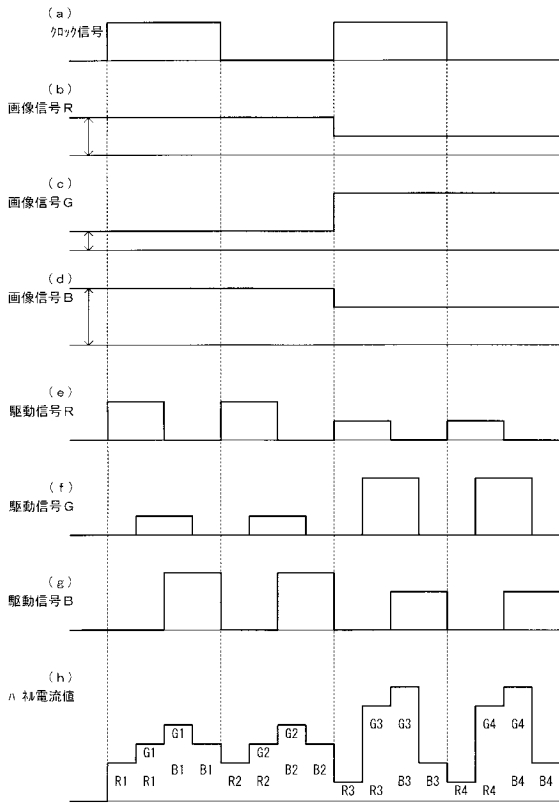 (a)
クロック信号
(b)
画像信号R
(c)
画像信号G
(d)
画像信号B
(e)
駆動信号R
(f)
駆動信号G
(g)
駆動信号B
(h)
パネル電流値
G1 G1 G2 G2 G3 G3 G4 G4
R1 R1 B1 B1 R2 R2 B2 B2 R3 R3 B3 B3 R4 R4 B4 B4